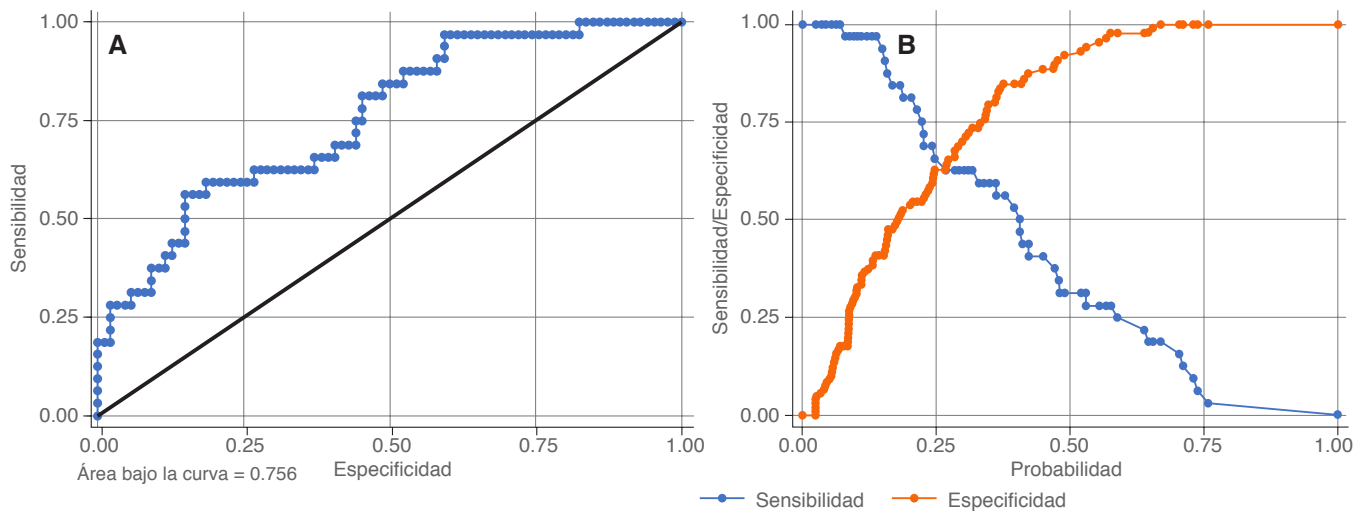 A
1.00
0.75
0.50
0.25
0.00
Sensibilidad
0.00
0.25
0.50
0.75
1.00
Especificidad
Área bajo la curva = 0.756
B
1.00
0.75
0.50
0.25
0.00
Sensibilidad/Especificidad
0.00
0.25
0.50
0.75
1.00
Probabilidad
Sensibilidad
Especificidad